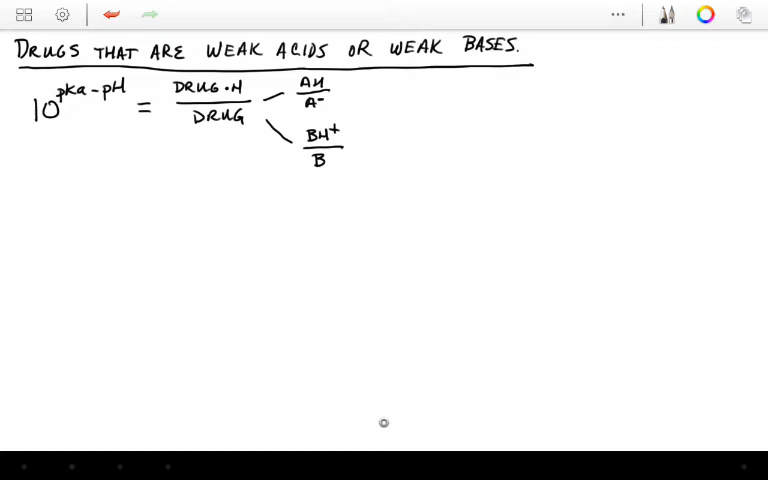 DRUGS THAT ARE WEAK ACIDS OR WEAK BASES.
10^pKa-pH = DRUG·H / DRUG
AH / A-
BH+ / B